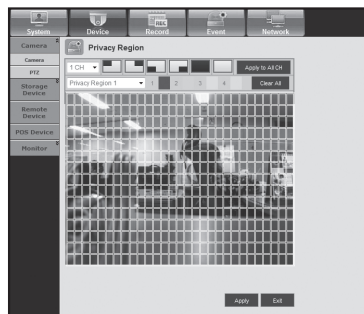 System Device Record Event Network
REC
Camera
Privacy Region
Camera
PTZ
1 CH Apply to All CH
Privacy Region 1 1 2 3 4 Clear All
Storage
Device
Remote
Device
POS Device
Monitor
Apply Exit